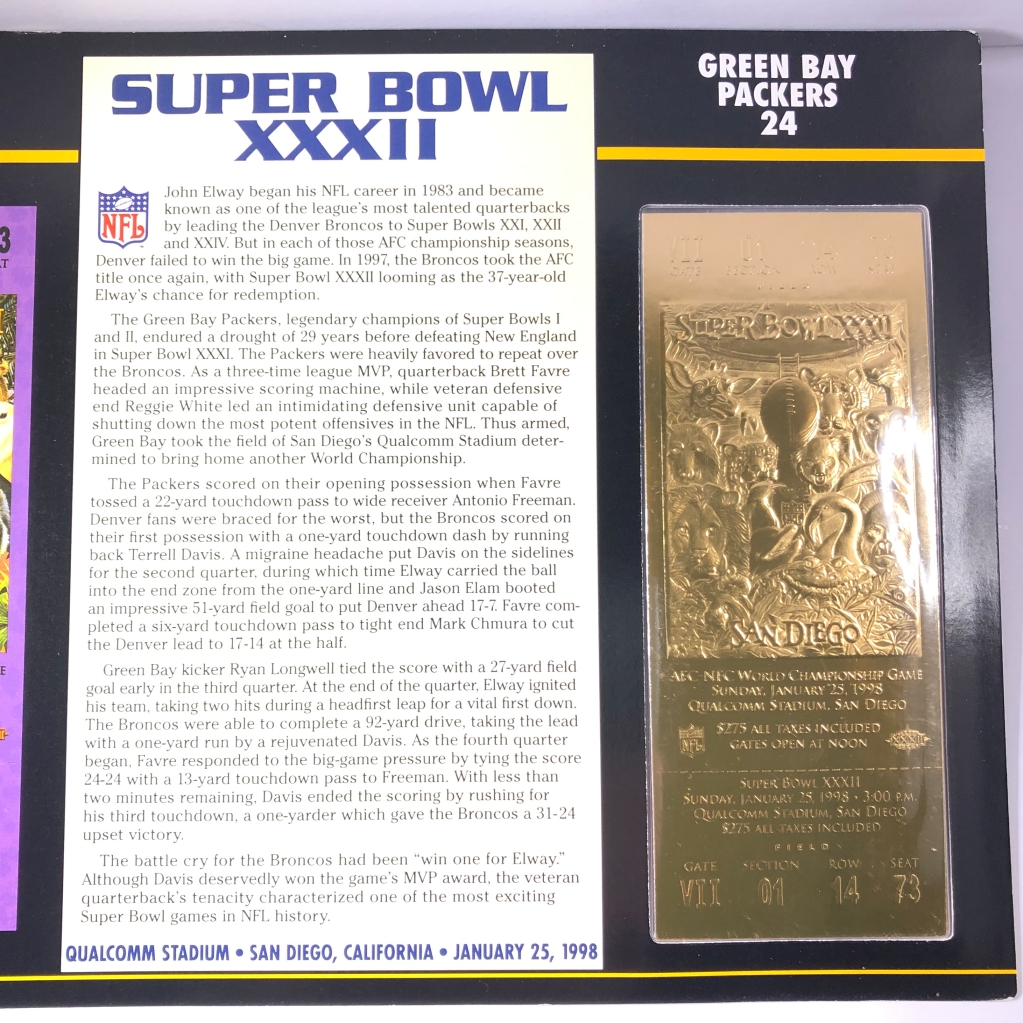 SUPER BOWL
XXXII
NFL
John Elway began his NFL career in 1983 and became
known as one of the league's most talented quarterbacks
by leading the Denver Broncos to Super Bowls XXI, XXII
and XXIV. But in each of those AFC championship seasons,
Denver failed to win the big game. In 1997, the Broncos took the AFC
title once again, with Super Bowl XXXII looming as the 37-year-old
Elway's chance for redemption.
The Green Bay Packers, legendary champions of Super Bowls I
and II, endured a drought of 29 years before defeating New England
in Super Bowl XXXI. The Packers were heavily favored to repeat over
the Broncos. As a three-time league MVP, quarterback Brett Favre
headed an impressive scoring machine, while veteran defensive
end Reggie White led an intimidating defensive unit capable of
shutting down the most potent offensives in the NFL. Thus armed,
Green Bay took the field of San Diego's Qualcomm Stadium deter-
mined to bring home another World Championship.
The Packers scored on their opening possession when Favre
tossed a 22-yard touchdown pass to wide receiver Antonio Freeman.
Denver fans were braced for the worst, but the Broncos scored on
their first possession with a one-yard touchdown dash by running
back Terrell Davis. A migraine headache put Davis on the sidelines
for the second quarter, during which time Elway carried the ball
into the end zone from the one-yard line and Jason Elam booted
an impressive 51-yard field goal to put Denver ahead 17-7. Favre com-
pleted a six-yard touchdown pass to tight end Mark Chmura to cut
the Denver lead to 17-14 at the half.
Green Bay kicker Ryan Longwell tied the score with a 27-yard field
goal early in the third quarter. At the end of the quarter, Elway ignited
his team, taking two hits during a headfirst leap for a vital first down.
The Broncos were able to complete a 92-yard drive, taking the lead
with a one-yard run by a rejuvenated Davis. As the fourth quarter
began, Favre responded to the big-game pressure by tying the score
24-24 with a 13-yard touchdown pass to Freeman. With less than
two minutes remaining, Davis ended the scoring by rushing for
his third touchdown, a one-yarder which gave the Broncos a 31-24
upset victory.
The battle cry for the Broncos had been "win one for Elway."
Although Davis deservedly won the game's MVP award, the veteran
quarterback's tenacity characterized one of the most exciting
Super Bowl games in NFL history.
QUALCOMM STADIUM • SAN DIEGO, CALIFORNIA • JANUARY 25, 1998
GREEN BAY
PACKERS
24
VII 01
GATE SECTION ROW
SUPER BOWL XXXII
SAN DIEGO
AFC-NFC WORLD CHAMPIONSHIP GAME
SUNDAY, JANUARY 25, 1998
QUALCOMM STADIUM, SAN DIEGO
$275 ALL TAXES INCLUDED
GATES OPEN AT NOON
NFL
XXXII
SUPER BOWL XXXII
SUNDAY, JANUARY 25, 1998 • 3:00 P.M.
QUALCOMM STADIUM, SAN DIEGO
$275 ALL TAXES INCLUDED
FIELD
GATE SECTION ROW SEAT
VII 01 14 73